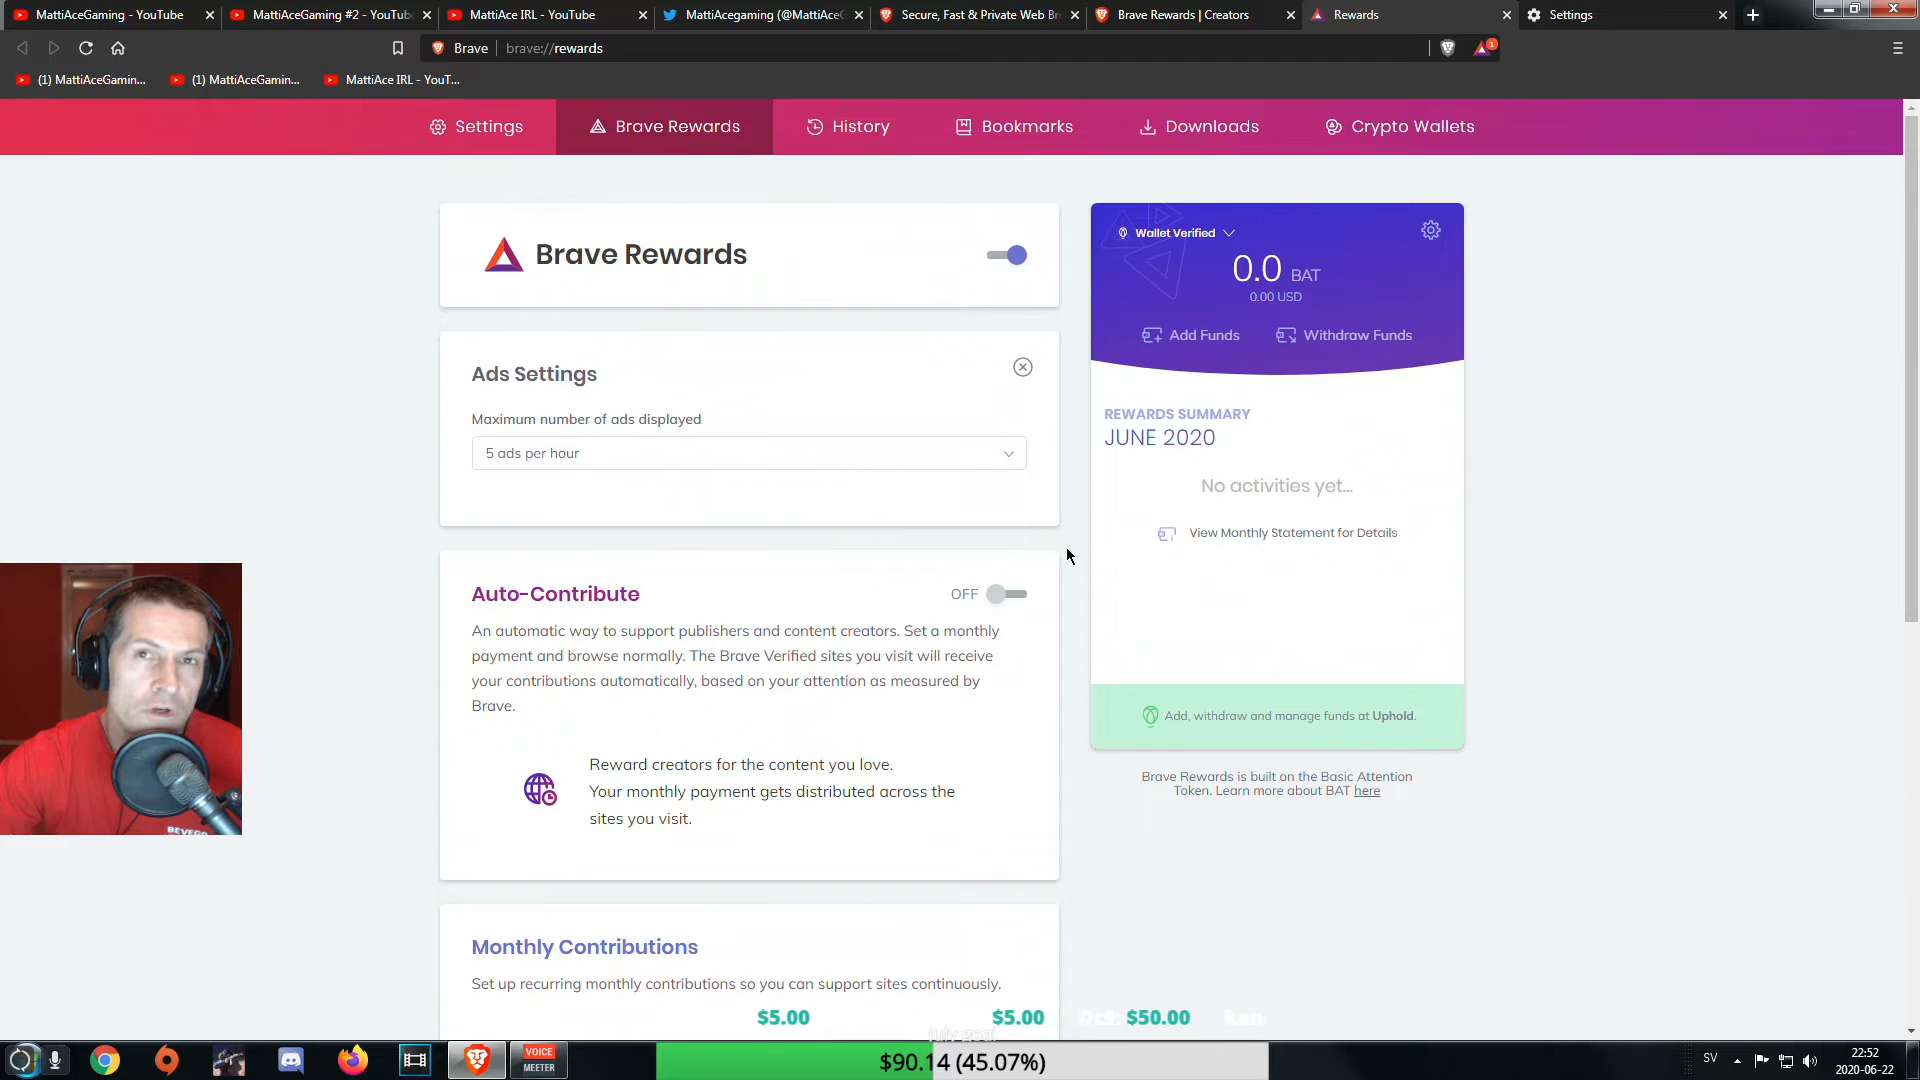 MattiAceGaming - YouTube
MattiAceGaming #2 - YouTube
MattiAce IRL - YouTube
MattiAcegaming (@MattiAceG
Secure, Fast & Private Web Br
Brave Rewards | Creators
Rewards
Settings
Brave
brave://rewards
1
(1) MattiAceGamin...
(1) MattiAceGamin...
MattiAce IRL - YouT...
Settings
Brave Rewards
History
Bookmarks
Downloads
Crypto Wallets
Brave Rewards
Ads Settings
Maximum number of ads displayed
5 ads per hour
Auto-Contribute
OFF
An automatic way to support publishers and content creators. Set a monthly
payment and browse normally. The Brave Verified sites you visit will receive
your contributions automatically, based on your attention as measured by
Brave.
Reward creators for the content you love.
Your monthly payment gets distributed across the
sites you visit.
Monthly Contributions
Set up recurring monthly contributions so you can support sites continuously.
Wallet Verified
0.0 BAT
0.00 USD
Add Funds
Withdraw Funds
REWARDS SUMMARY
JUNE 2020
No activities yet...
View Monthly Statement for Details
Add, withdraw and manage funds at Uphold.
Brave Rewards is built on the Basic Attention
Token. Learn more about BAT here
BEVEGO
$5.00
$5.00
0c9: $50.00
ken
july goal
$90.14 (45.07%)
VOICE
MEETER
SV
22:52
2020-06-22